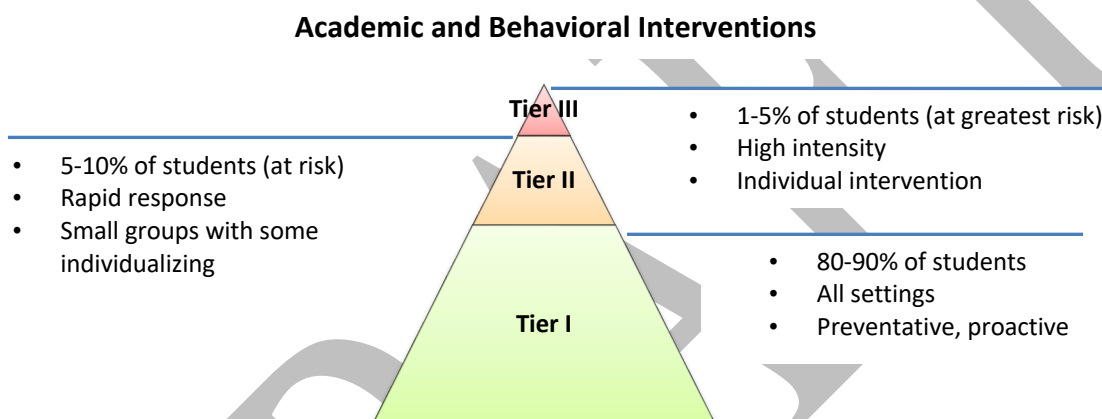 Academic and Behavioral Interventions
Tier III
• 1-5% of students (at greatest risk)
• High intensity
• Individual intervention
• 5-10% of students (at risk)
• Rapid response
• Small groups with some
individualizing
Tier II
• 80-90% of students
• All settings
• Preventative, proactive
Tier I